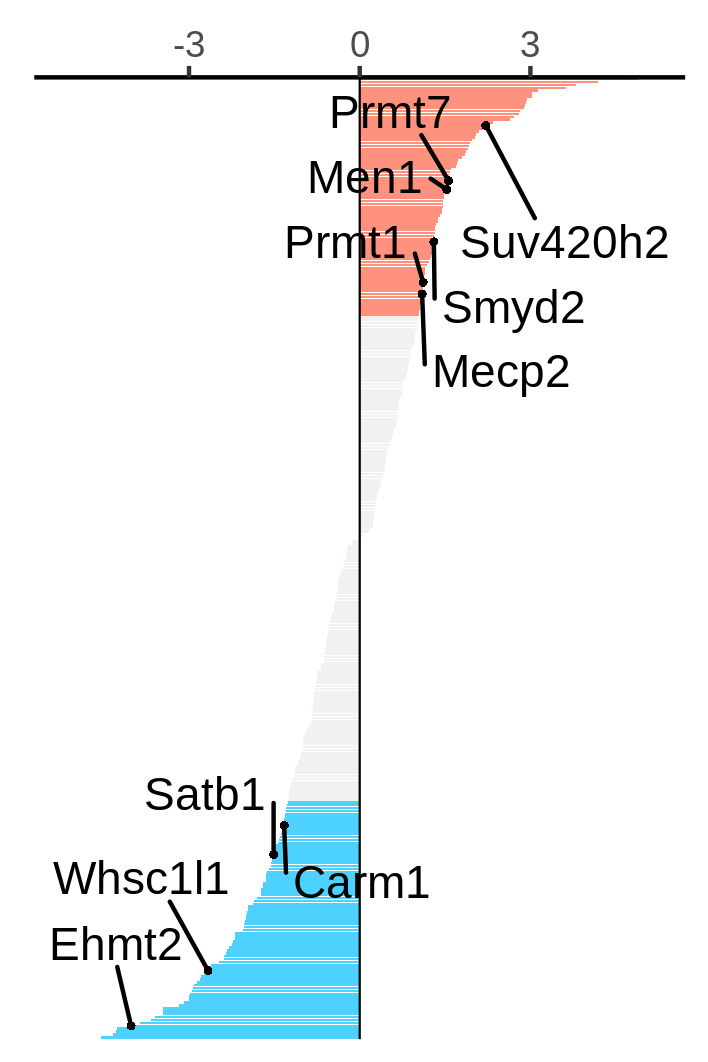 -3 0 3
Prmt7
Men1
Prmt1 Suv420h2
Smyd2
Mecp2
Satb1
Whsc1l1 Carm1
Ehmt2